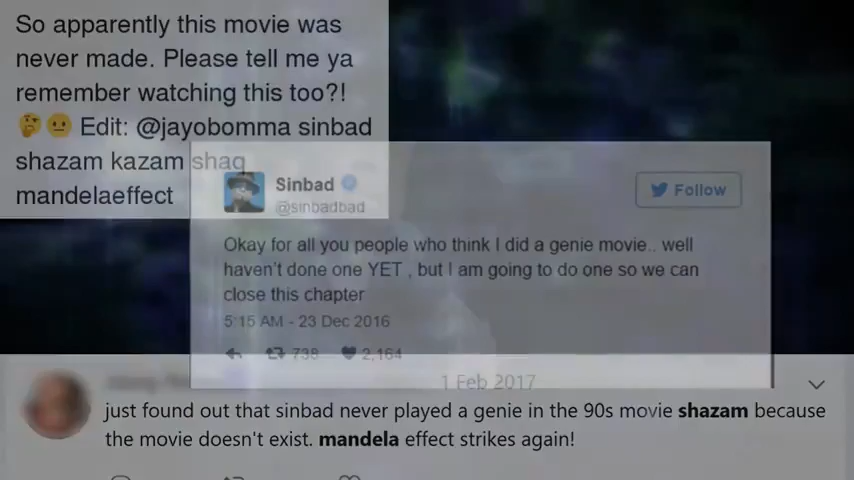 So apparently this movie was
never made. Please tell me ya
remember watching this too?!
🤔😐 Edit: @jayobomma sinbad
shazam kazam shaq
mandelaeffect
Sinbad
@sinbadbad
Follow
Okay for all you people who think I did a genie movie.. well
haven't done one YET , but I am going to do one so we can
close this chapter
5:15 AM - 23 Dec 2016
738 2,164
1 Feb 2017
just found out that sinbad never played a genie in the 90s movie shazam because
the movie doesn't exist. mandela effect strikes again!